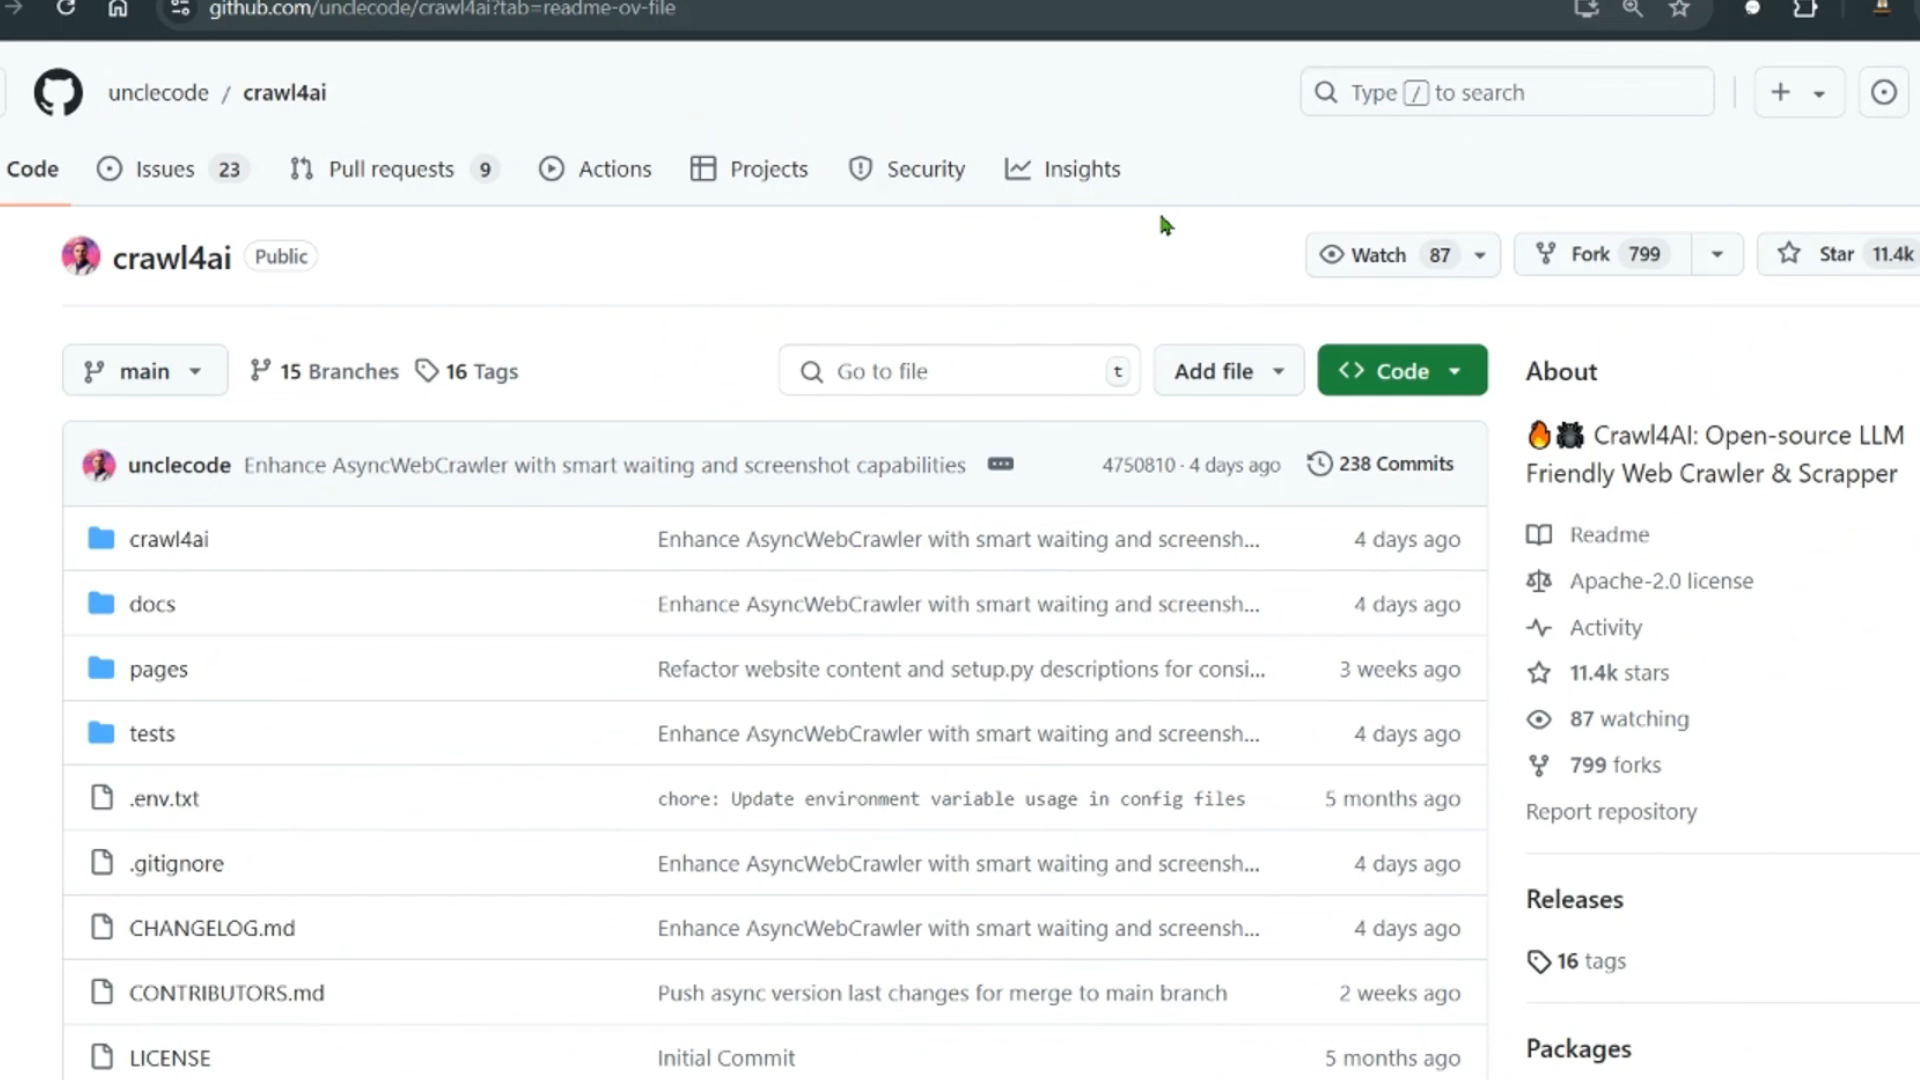 github.com/unclecode/crawl4ai?tab=readme-ov-file
unclecode / crawl4ai
Type / to search
Code Issues 23 Pull requests 9 Actions Projects Security Insights
crawl4ai Public
Watch 87 Fork 799 Star 11.4k
main 15 Branches 16 Tags
Go to file t Add file <> Code
unclecode Enhance AsyncWebCrawler with smart waiting and screenshot capabilities 4750810 · 4 days ago 238 Commits
crawl4ai Enhance AsyncWebCrawler with smart waiting and screensh... 4 days ago
docs Enhance AsyncWebCrawler with smart waiting and screensh... 4 days ago
pages Refactor website content and setup.py descriptions for consi... 3 weeks ago
tests Enhance AsyncWebCrawler with smart waiting and screensh... 4 days ago
.env.txt chore: Update environment variable usage in config files 5 months ago
.gitignore Enhance AsyncWebCrawler with smart waiting and screensh... 4 days ago
CHANGELOG.md Enhance AsyncWebCrawler with smart waiting and screensh... 4 days ago
CONTRIBUTORS.md Push async version last changes for merge to main branch 2 weeks ago
LICENSE Initial Commit 5 months ago
About
🔥🕷️ Crawl4AI: Open-source LLM
Friendly Web Crawler & Scrapper
Readme
Apache-2.0 license
Activity
11.4k stars
87 watching
799 forks
Report repository
Releases
16 tags
Packages